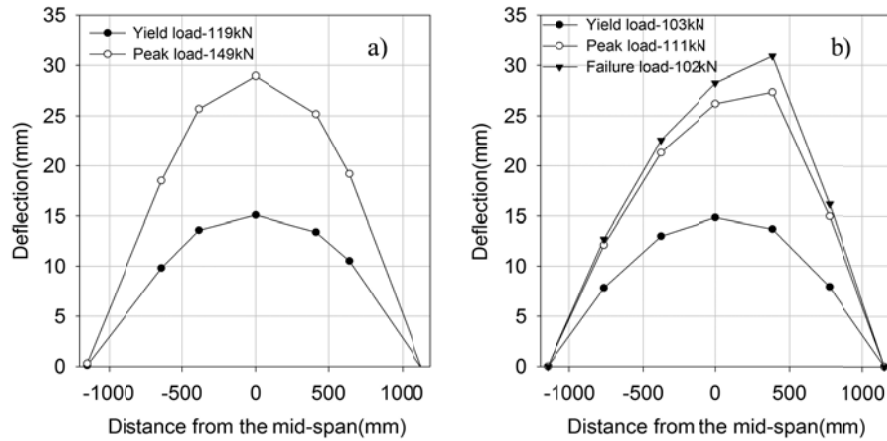 35
30
25
20
15
10
5
0
Deflection(mm)
Yield load-119kN
Peak load-149kN
a)
-1000 -500 0 500 1000
Distance from the mid-span(mm)
35
30
25
20
15
10
5
0
Deflection(mm)
Yield load-103kN
Peak load-111kN
Failure load-102kN
b)
-1000 -500 0 500 1000
Distance from the mid-span(mm)